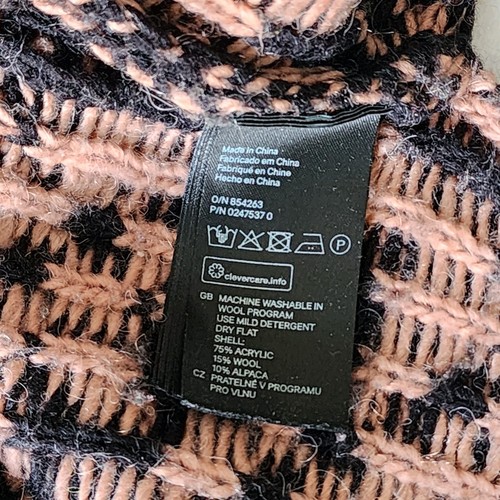 Made in China
Fabricado em China
Fabriqué en Chine
Hecho en China
O/N 854263
P/N 0247537 0
P
clevercare.info
GB MACHINE WASHABLE IN
WOOL PROGRAM
USE MILD DETERGENT
DRY FLAT
SHELL:
75% ACRYLIC
15% WOOL
10% ALPACA
CZ PRATELNÉ V PROGRAMU
PRO VLNU